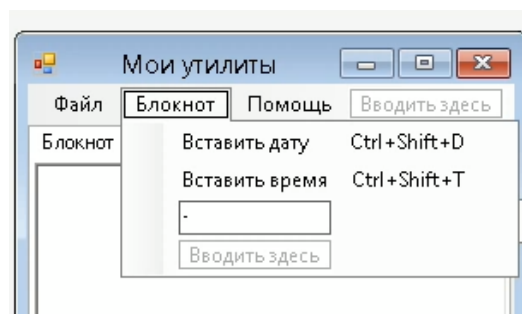 Мои утилиты
Файл Блокнот Помощь Вводить здесь
Блокнот
Вставить дату Ctrl+Shift+D
Вставить время Ctrl+Shift+T
-
Вводить здесь